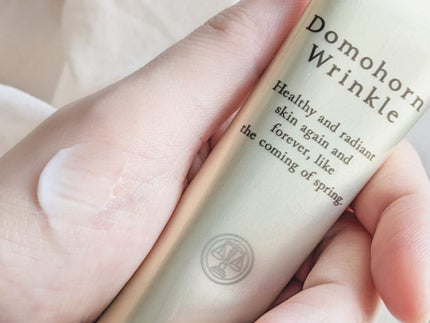 Domohorn
Wrinkle
Healthy and radiant
skin again and
forever, like
the coming of spring.